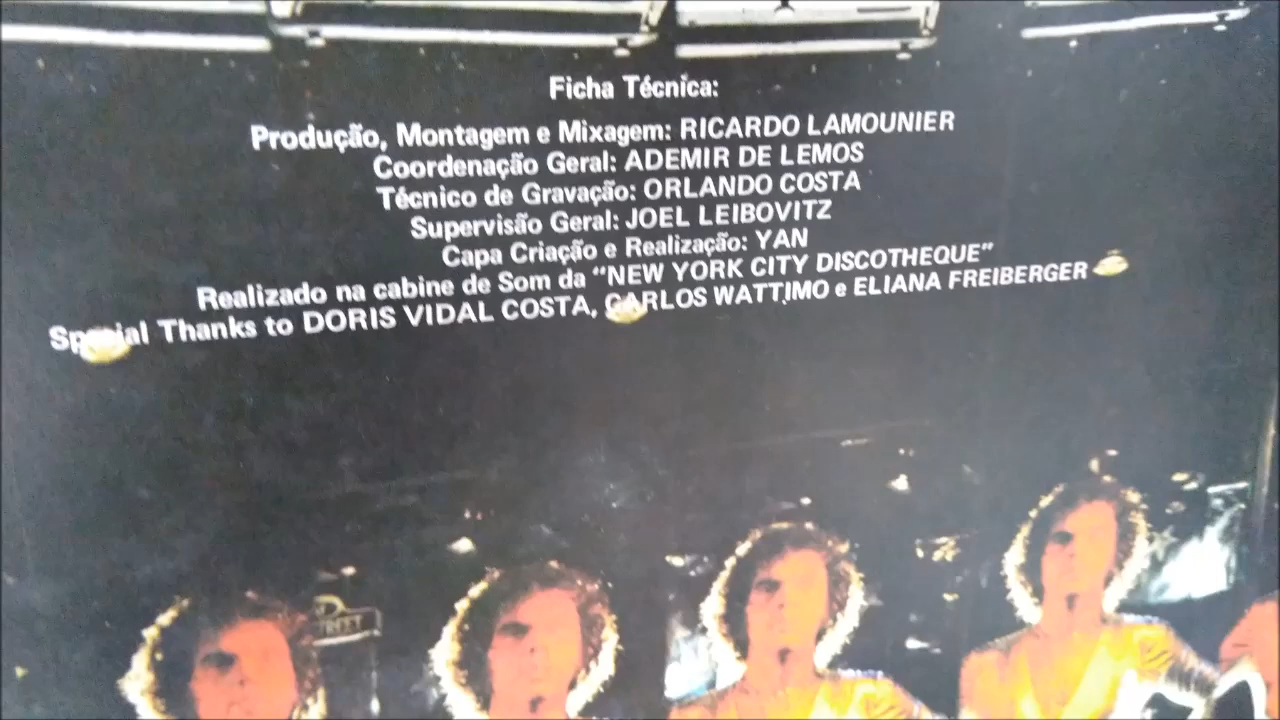 Ficha Técnica:
Produção, Montagem e Mixagem: RICARDO LAMOUNIER
Coordenação Geral: ADEMIR DE LEMOS
Técnico de Gravação: ORLANDO COSTA
Supervisão Geral: JOEL LEIBOVITZ
Capa Criação e Realização: YAN
Realizado na cabine de Som da “NEW YORK CITY DISCOTHEQUE”
Special Thanks to DORIS VIDAL COSTA, CARLOS WATTIMO e ELIANA FREIBERGER